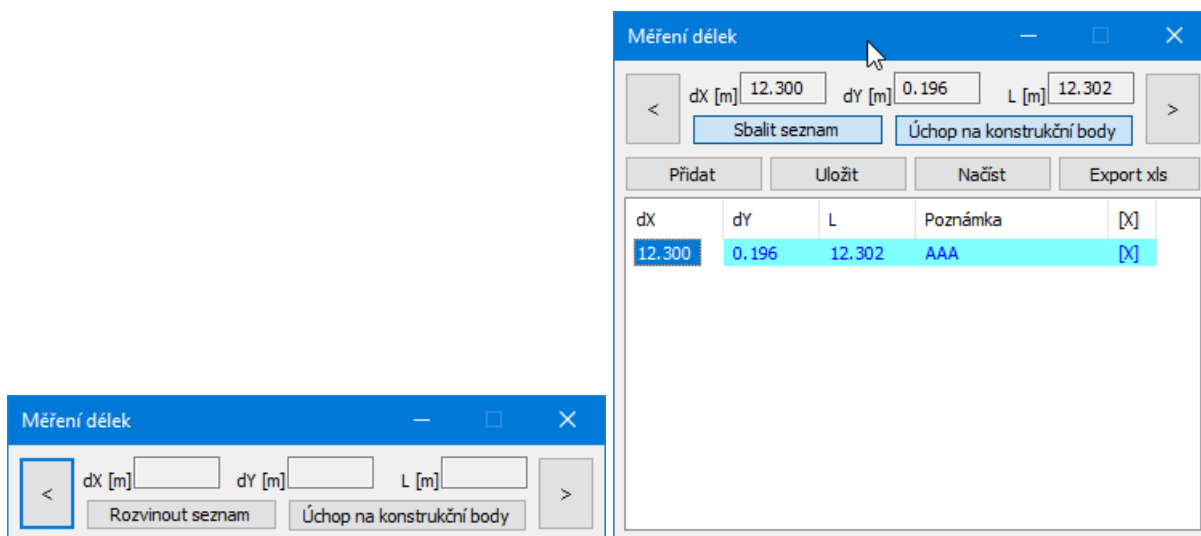 Měření délek
< dX [m] 12.300 dY [m] 0.196 L [m] 12.302 >
Sbalit seznam Úchop na konstrukční body
Přidat Uložit Načíst Export xls
dX dY L Poznámka [X]
12.300 0.196 12.302 AAA [X]
Měření délek
< dX [m] dY [m] L [m] >
Rozvinout seznam Úchop na konstrukční body